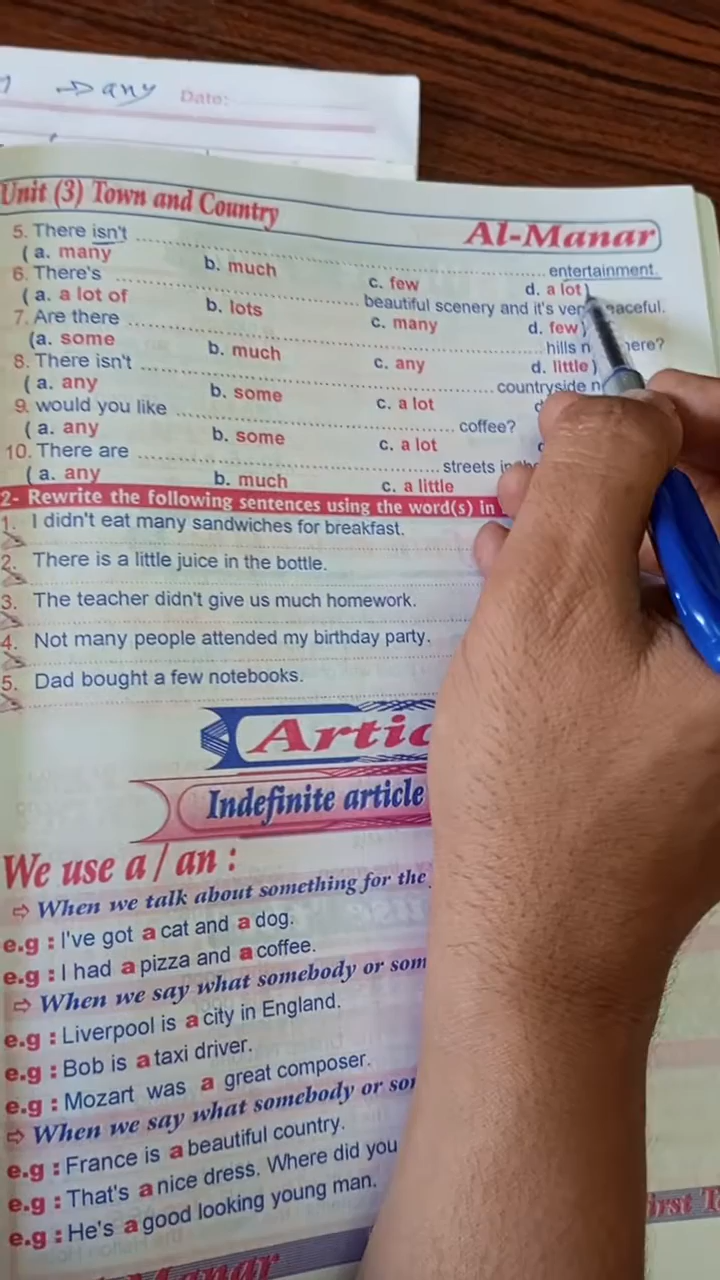 → any Date:
Unit (3) Town and Country
Al-Manar
5. There isn't ........................ entertainment.
( a. many b. much c. few d. a lot )
6. There's ........................ beautiful scenery and it's very peaceful.
( a. a lot of b. lots c. many d. few )
7. Are there ........................ hills here?
(a. some b. much c. any d. little )
8. There isn't ........................ countryside
( a. any b. some c. a lot
9. would you like ........................ coffee?
( a. any b. some c. a lot
10. There are ........................ streets
( a. any b. much c. a little
2- Rewrite the following sentences using the word(s) in
1. I didn't eat many sandwiches for breakfast.
2. There is a little juice in the bottle.
3. The teacher didn't give us much homework.
4. Not many people attended my birthday party.
5. Dad bought a few notebooks.
Indefinite article
We use a / an :
⇨ When we talk about something for the
e.g : I've got a cat and a dog.
e.g : I had a pizza and a coffee.
⇨ When we say what somebody or som
e.g : Liverpool is a city in England.
e.g : Bob is a taxi driver.
e.g : Mozart was a great composer.
⇨ When we say what somebody or so
e.g : France is a beautiful country.
e.g : That's a nice dress. Where did you
e.g : He's a good looking young man.